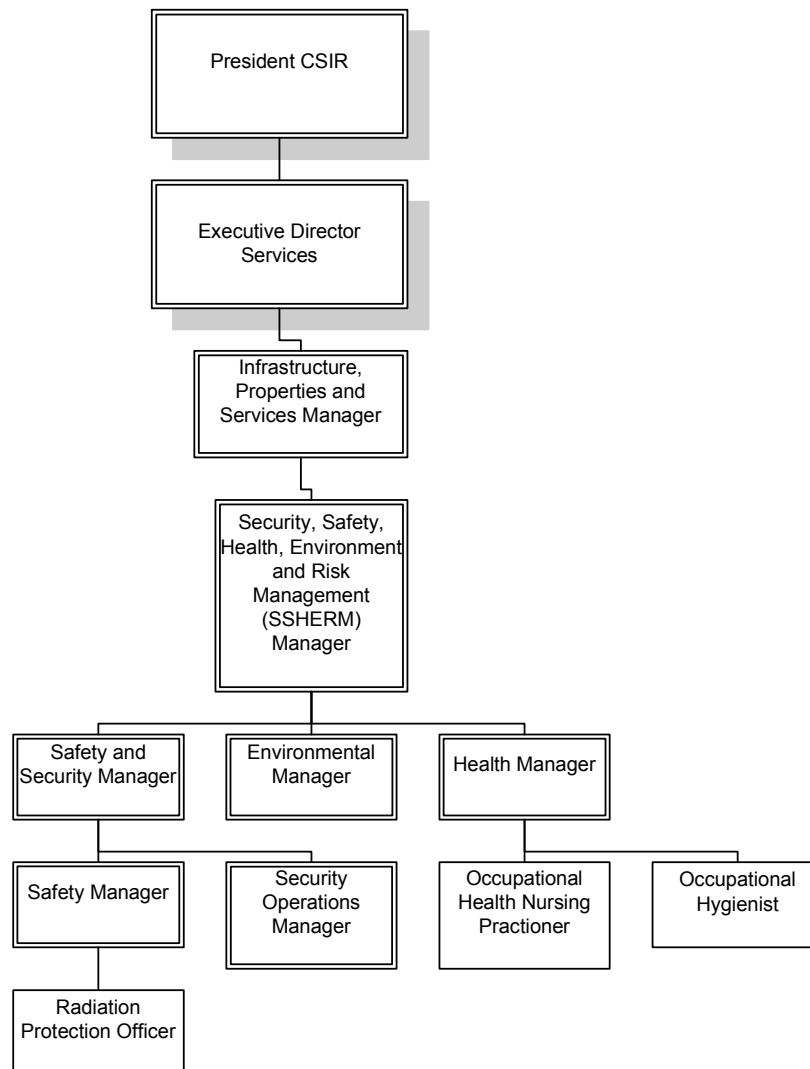 President CSIR
Executive Director
Services
Infrastructure,
Properties and
Services Manager
Security, Safety,
Health, Environment
and Risk
Management
(SSHERM)
Manager
Safety and
Security Manager
Environmental
Manager
Health Manager
Safety Manager
Security
Operations
Manager
Occupational
Health Nursing
Practioner
Occupational
Hygienist
Radiation
Protection Officer